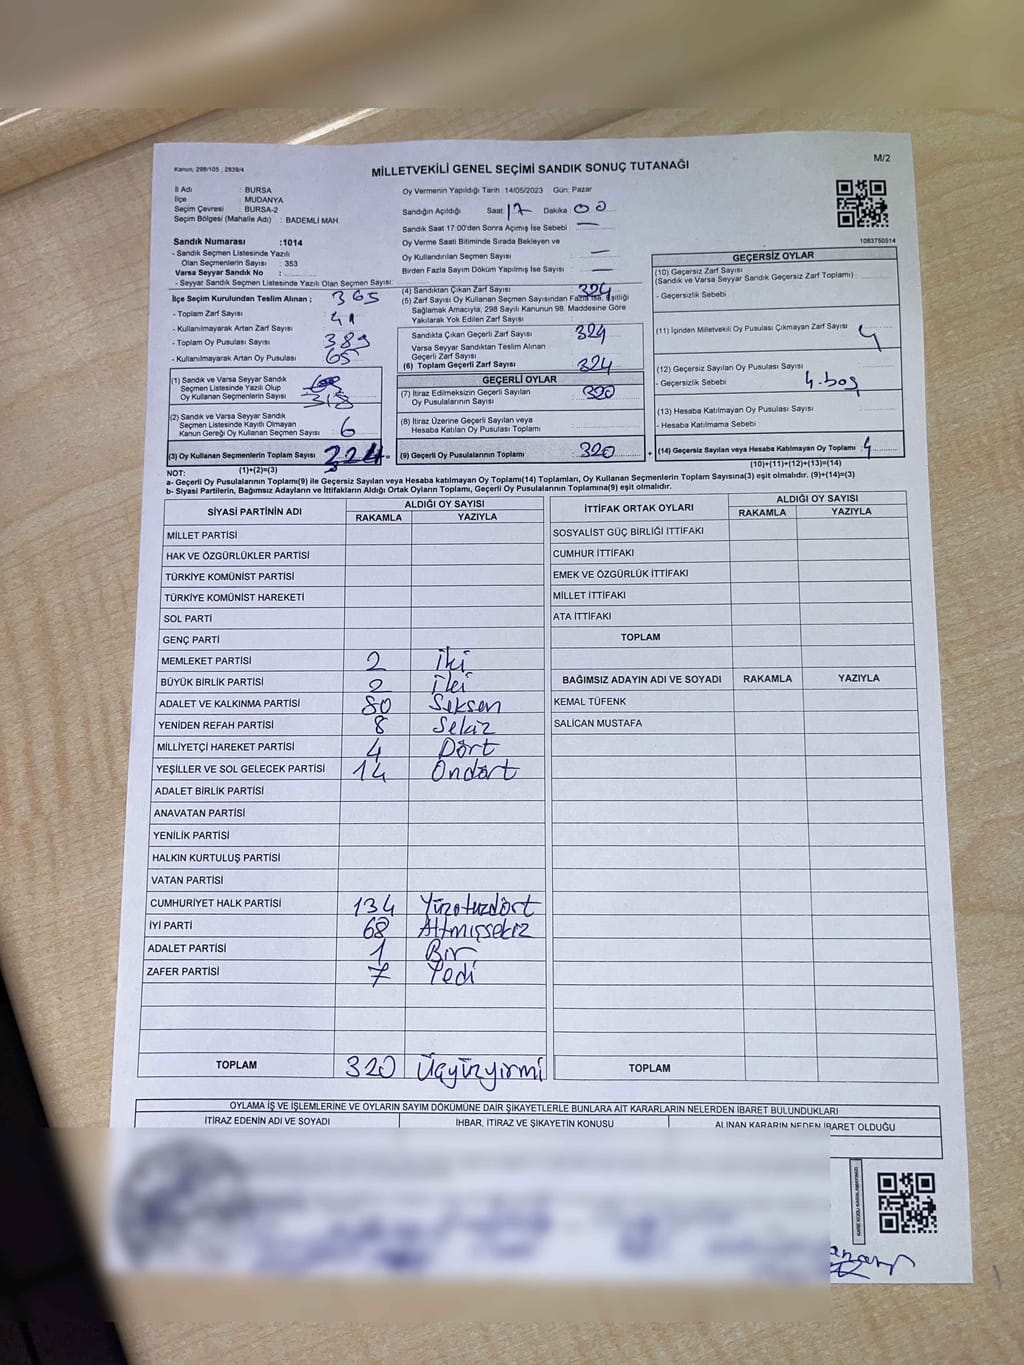 Kanun: 298/105 , 2839/4
MİLLETVEKİLİ GENEL SEÇİMİ SANDIK SONUÇ TUTANAĞI
M/2
İl Adı : BURSA
İlçe : MUDANYA
Seçim Çevresi : BURSA-2
Seçim Bölgesi (Mahalle Adı) : BADEMLİ MAH.
Oy Vermenin Yapıldığı Tarih :14/05/2023 Gün: Pazar
Sandığın Açıldığı Saat: 17 Dakika: 00
Sandık Saat 17.00'den Sonra Açımış İse Sebebi : —
Oy Verme Saati Bitiminde Sırada Bekleyen ve
Oy Kullandırılan Seçmen Sayısı : —
Birden Fazla Sayım Döküm Yapılmış İse Sayısı : —
1083750514
Sandık Numarası :1014
- Sandık Seçmen Listesinde Yazılı
Olan Seçmenlerin Sayısı : 353
Varsa Seyyar Sandık No :
- Seyyar Sandık Seçmen Listesinde Yazılı Olan Seçmen Sayısı:
İlçe Seçim Kurulundan Teslim Alınan ;
- Toplam Zarf Sayısı : 365
- Kullanılmayarak Artan Zarf Sayısı : 41
- Toplam Oy Pusulası Sayısı : 389
- Kullanılmayarak Artan Oy Pusulası : 65
(1) Sandık ve Varsa Seyyar Sandık
Seçmen Listesinde Yazılı Olup
Oy Kullanan Seçmenlerin Sayısı : 318
(2) Sandık ve Varsa Seyyar Sandık
Seçmen Listesinde Kayıtlı Olmayan
Kanun Gereği Oy Kullanan Seçmen Sayısı : 6
(3) Oy Kullanan Seçmenlerin Toplam Sayısı : 324
(1)+(2)=(3)
(4) Sandıktan Çıkan Zarf Sayısı : 324
(5) Zarf Sayısı Oy Kullanan Seçmen Sayısından Fazla İse, Eşitliği
Sağlamak Amacıyla; 298 Sayılı Kanunun 98. Maddesine Göre
Yakılarak Yok Edilen Zarf Sayısı :
Sandıkta Çıkan Geçerli Zarf Sayısı : 324
Varsa Seyyar Sandıktan Teslim Alınan
Geçerli Zarf Sayısı :
(6) Toplam Geçerli Zarf Sayısı : 324
GEÇERLİ OYLAR
(7) İtiraz Edilmeksizin Geçerli Sayılan
Oy Pusulalarının Sayısı : 320
(8) İtiraz Üzerine Geçerli Sayılan veya
Hesaba Katılan Oy Pusulası Toplamı :
(9) Geçerli Oy Pusulalarının Toplamı : 320
GEÇERSİZ OYLAR
(10) Geçersiz Zarf Sayısı
(Sandık ve Varsa Seyyar Sandık Geçersiz Zarf Toplamı) :
- Geçersizlik Sebebi :
(11) İçinden Milletvekili Oy Pusulası Çıkmayan Zarf Sayısı : 4
(12) Geçersiz Sayılan Oy Pusulası Sayısı :
- Geçersizlik Sebebi : 4.boş
(13) Hesaba Katılmayan Oy Pusulası Sayısı :
- Hesaba Katılmama Sebebi :
(14) Geçersiz Sayılan veya Hesaba Katılmayan Oy Toplamı : 4
(10)+(11)+(12)+(13)=(14)
NOT:
a- Geçerli Oy Pusulalarının Toplamı(9) ile Geçersiz Sayılan veya Hesaba katılmayan Oy Toplamı(14) Toplamları, Oy Kullanan Seçmenlerin Toplam Sayısına(3) eşit olmalıdır. (9)+(14)=(3)
b- Siyasi Partilerin, Bağımsız Adayların ve İttifakların Aldığı Ortak Oyların Toplamı, Geçerli Oy Pusulalarının Toplamına(9) eşit olmalıdır.
SİYASİ PARTİNİN ADI ALDIĞI OY SAYISI
RAKAMLA YAZIYLA
MİLLET PARTİSİ
HAK VE ÖZGÜRLÜKLER PARTİSİ
TÜRKİYE KOMÜNİST PARTİSİ
TÜRKİYE KOMÜNİST HAREKETİ
SOL PARTİ
GENÇ PARTİ
MEMLEKET PARTİSİ 2 İki
BÜYÜK BİRLİK PARTİSİ 2 İki
ADALET VE KALKINMA PARTİSİ 80 Seksen
YENİDEN REFAH PARTİSİ 8 Sekiz
MİLLİYETÇİ HAREKET PARTİSİ 4 Dört
YEŞİLLER VE SOL GELECEK PARTİSİ 14 Ondört
ADALET BİRLİK PARTİSİ
ANAVATAN PARTİSİ
YENİLİK PARTİSİ
HALKIN KURTULUŞ PARTİSİ
VATAN PARTİSİ
CUMHURİYET HALK PARTİSİ 134 Yüzotuzdört
İYİ PARTİ 68 Altmışsekiz
ADALET PARTİSİ 1 Bir
ZAFER PARTİSİ 7 Yedi
TOPLAM 320 Üçyüzyirmi
İTTİFAK ORTAK OYLARI ALDIĞI OY SAYISI
RAKAMLA YAZIYLA
SOSYALİST GÜÇ BİRLİĞİ İTTİFAKI
CUMHUR İTTİFAKI
EMEK VE ÖZGÜRLÜK İTTİFAKI
MİLLET İTTİFAKI
ATA İTTİFAKI
TOPLAM
BAĞIMSIZ ADAYIN ADI VE SOYADI RAKAMLA YAZIYLA
KEMAL TÜFENK
SALİCAN MUSTAFA
TOPLAM
OYLAMA İŞ VE İŞLEMLERİNE VE OYLARIN SAYIM DÖKÜMÜNE DAİR ŞİKAYETLERLE BUNLARA AİT KARARLARIN NELERDEN İBARET BULUNDUKLARI
İTİRAZ EDENİN ADI VE SOYADI İHBAR, İTİRAZ VE ŞİKAYETİN KONUSU ALINAN KARARIN NEDEN İBARET OLDUĞU